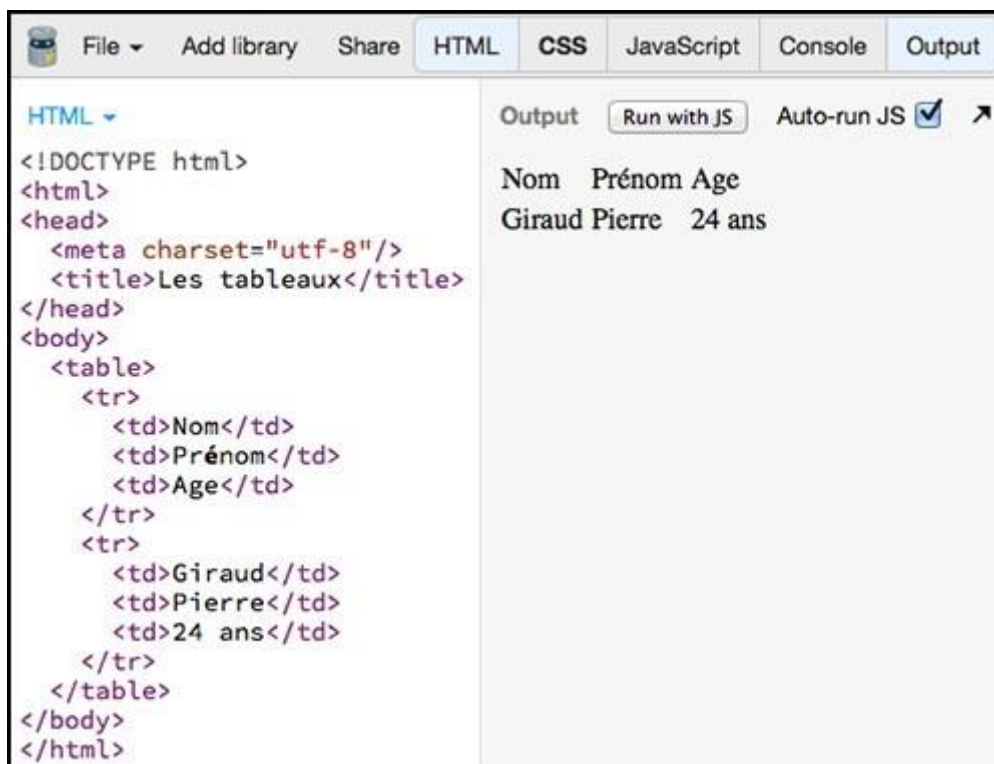 File Add library Share HTML CSS JavaScript Console Output
HTML
<!DOCTYPE html>
<html>
<head>
<meta charset="utf-8"/>
<title>Les tableaux</title>
</head>
<body>
<table>
<tr>
<td>Nom</td>
<td>Prénom</td>
<td>Age</td>
</tr>
<tr>
<td>Giraud</td>
<td>Pierre</td>
<td>24 ans</td>
</tr>
</table>
</body>
</html>
Output Run with JS Auto-run JS
Nom Prénom Age
Giraud Pierre 24 ans